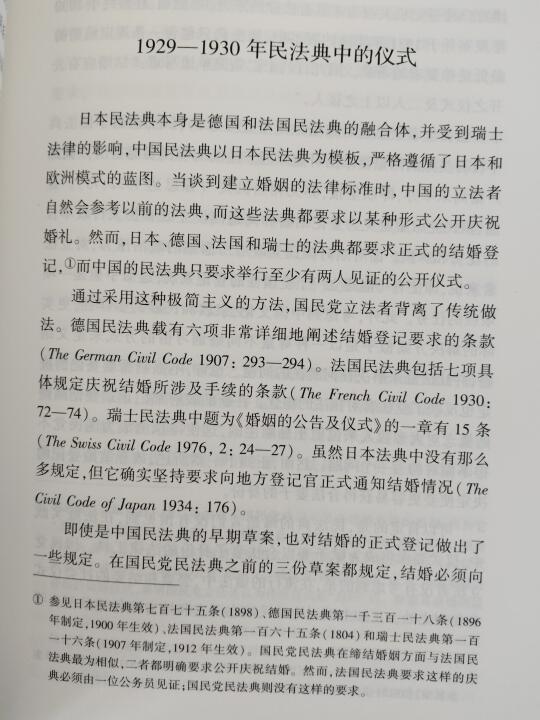 1929—1930 年民法典中的仪式
日本民法典本身是德国和法国民法典的融合体,并受到瑞士
法律的影响,中国民法典以日本民法典为模板,严格遵循了日本和
欧洲模式的蓝图。当谈到建立婚姻的法律标准时,中国的立法者
自然会参考以前的法典,而这些法典都要求以某种形式公开庆祝
婚礼。然而,日本、德国、法国和瑞士的法典都要求正式的结婚登
记,①而中国的民法典只要求举行至少有两人见证的公开仪式。
通过采用这种极简主义的方法,国民党立法者背离了传统做
法。德国民法典载有六项非常详细地阐述结婚登记要求的条款
(The German Civil Code 1907: 293—294)。法国民法典包括七项具
体规定庆祝结婚所涉及手续的条款(The French Civil Code 1930:
72—74)。瑞士民法典中题为《婚姻的公告及仪式》的一章有 15 条
(The Swiss Civil Code 1976, 2: 24—27)。虽然日本法典中没有那么
多规定,但它确实坚持要求向地方登记官正式通知结婚情况(The
Civil Code of Japan 1934: 176)。
即使是中国民法典的早期草案,也对结婚的正式登记做出了
一些规定。在国民党民法典之前的三份草案都规定,结婚必须向
① 参见日本民法典第七百七十五条(1898)、德国民法典第一千三百一十八条(1896
年制定,1900 年生效)、法国民法典第一百六十五条(1804)和瑞士民法典第一百
一十六条(1907 年制定,1912 年生效)。国民党民法典在缔结婚姻方面与法国民
法典最为相似,二者都明确要求公开庆祝结婚。然而,法国民法典要求这样的庆
典必须由一位公务员见证;国民党民法典则没有这样的要求。